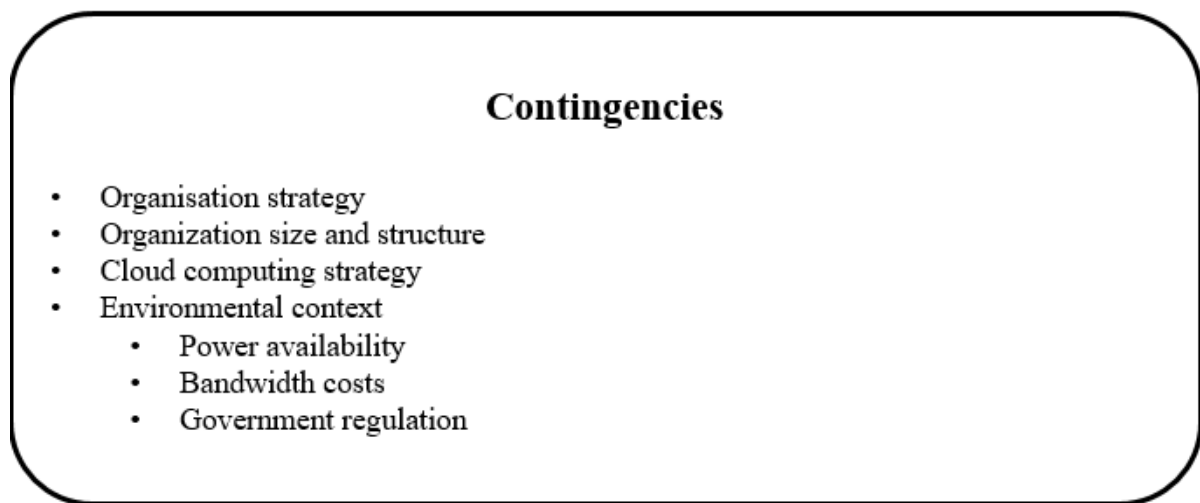 Contingencies
• Organisation strategy
• Organization size and structure
• Cloud computing strategy
• Environmental context
• Power availability
• Bandwidth costs
• Government regulation